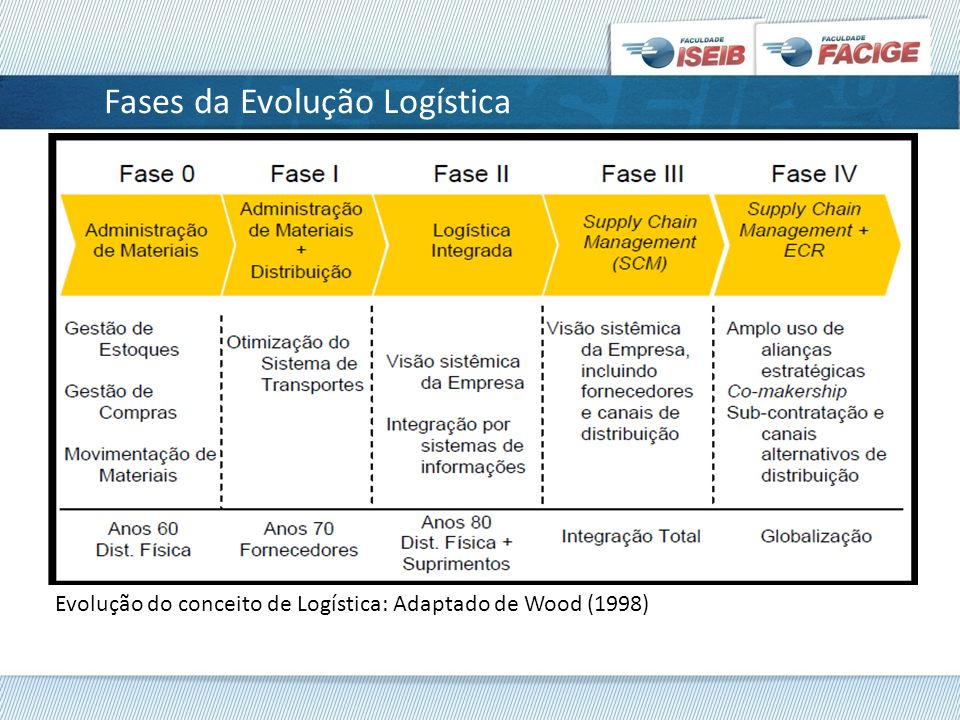 FACULDADE
ISEIB
FACULDADE
FACIGE
Fases da Evolução Logística
Fase 0
Fase I
Fase II
Fase III
Fase IV
Administração
de Materiais
Administração
de Materiais
+
Distribuição
Logística
Integrada
Supply Chain
Management
(SCM)
Supply Chain
Management +
ECR
Gestão de
Estoques
Gestão de
Compras
Movimentação de
Materiais
Otimização do
Sistema de
Transportes
Visão sistêmica
da Empresa
Integração por
sistemas de
informações
Visão sistêmica
da Empresa,
incluindo
fornecedores
e canais de
distribuição
Amplo uso de
alianças
estratégicas
Co-makership
Sub-contratação e
canais
alternativos de
distribuição
Anos 60
Dist. Física
Anos 70
Fornecedores
Anos 80
Dist. Física +
Suprimentos
Integração Total
Globalização
Evolução do conceito de Logística: Adaptado de Wood (1998)